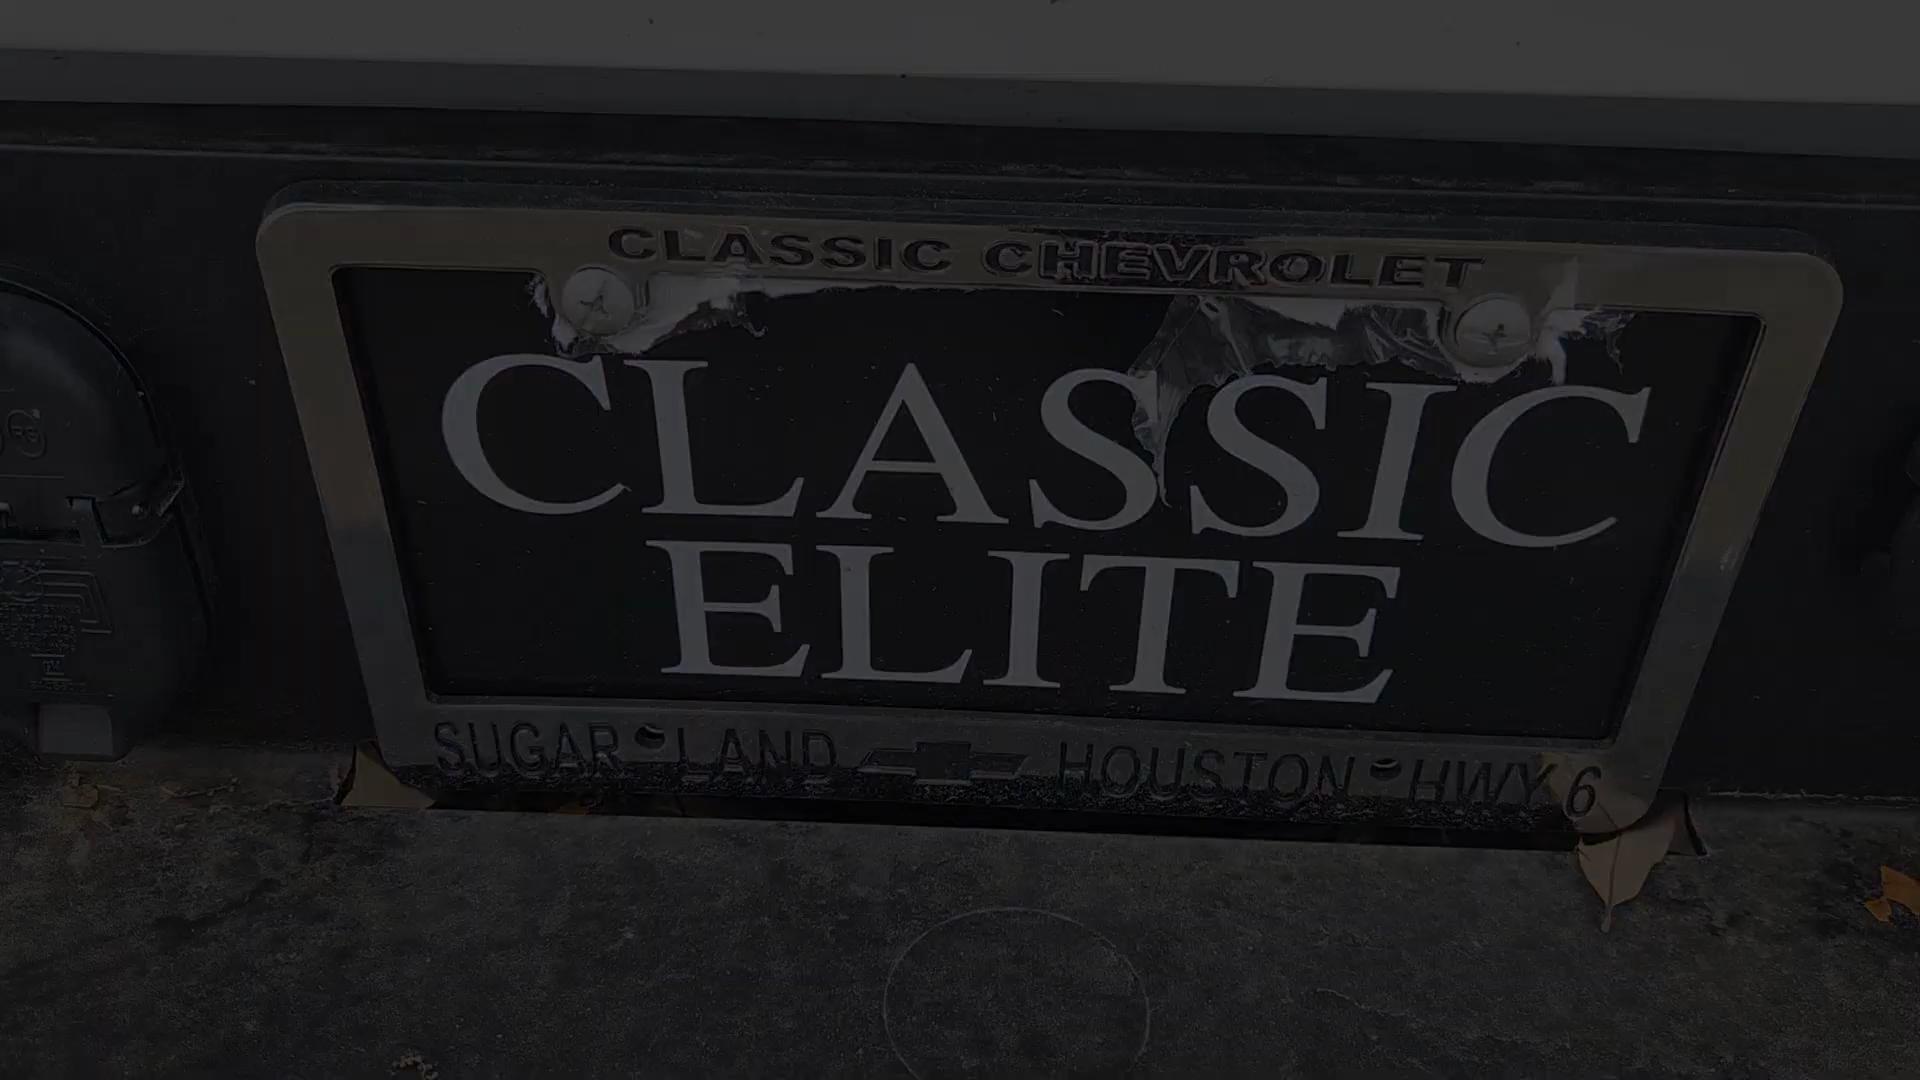 CLASSIC CHEVROLET
CLASSIC
ELITE
SUGAR LAND HOUSTON HWY 6